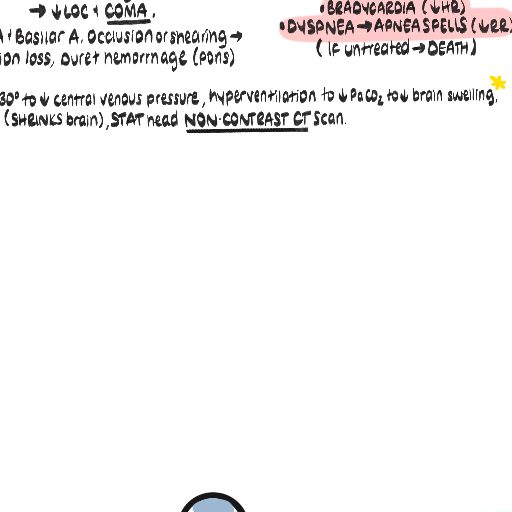 → ↓LOC + COMA.
+ Basilar A. occlusion or shearing →
ion loss, Duret hemorrhage (pons)
• BRADYCARDIA (↓HR)
• DYSPNEA → APNEA SPELLS (↓RR)
( if untreated → DEATH )
30° to ↓ central venous pressure, hyperventilation to ↓ PaCO2 to ↓ brain swelling,
(SHRINKS brain), STAT head NON-CONTRAST CT scan.